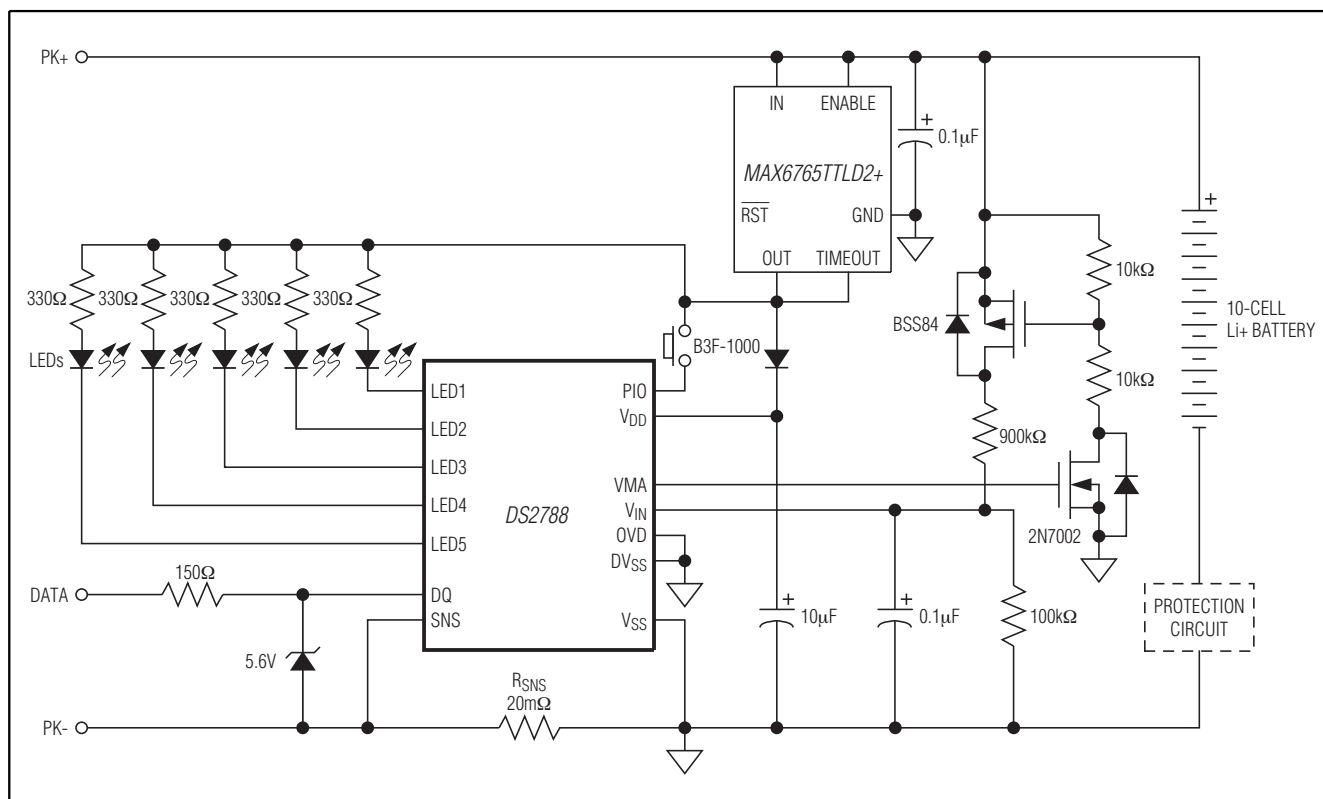 PK+
IN ENABLE
+
0.1µF
MAX6765TTLD2+
RST GND
OUT TIMEOUT
+
10kΩ
330Ω 330Ω 330Ω 330Ω 330Ω
BSS84
10-CELL
Li+ BATTERY
LEDs
B3F-1000
10kΩ
LED1 PIO
VDD
LED2
900kΩ
LED3
VMA
LED4 VIN
DS2788
OVD
2N7002
LED5 DVSS
150Ω
DATA DQ
SNS VSS
+
10µF
+
0.1µF
100kΩ
PROTECTION
CIRCUIT
5.6V
RSNS
20mΩ
PK-